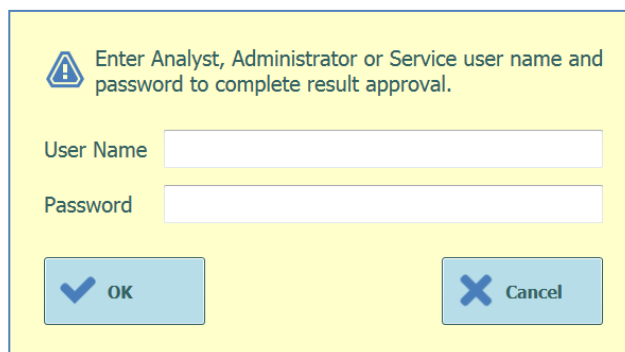 Enter Analyst, Administrator or Service user name and
password to complete result approval.
User Name
Password
OK
Cancel